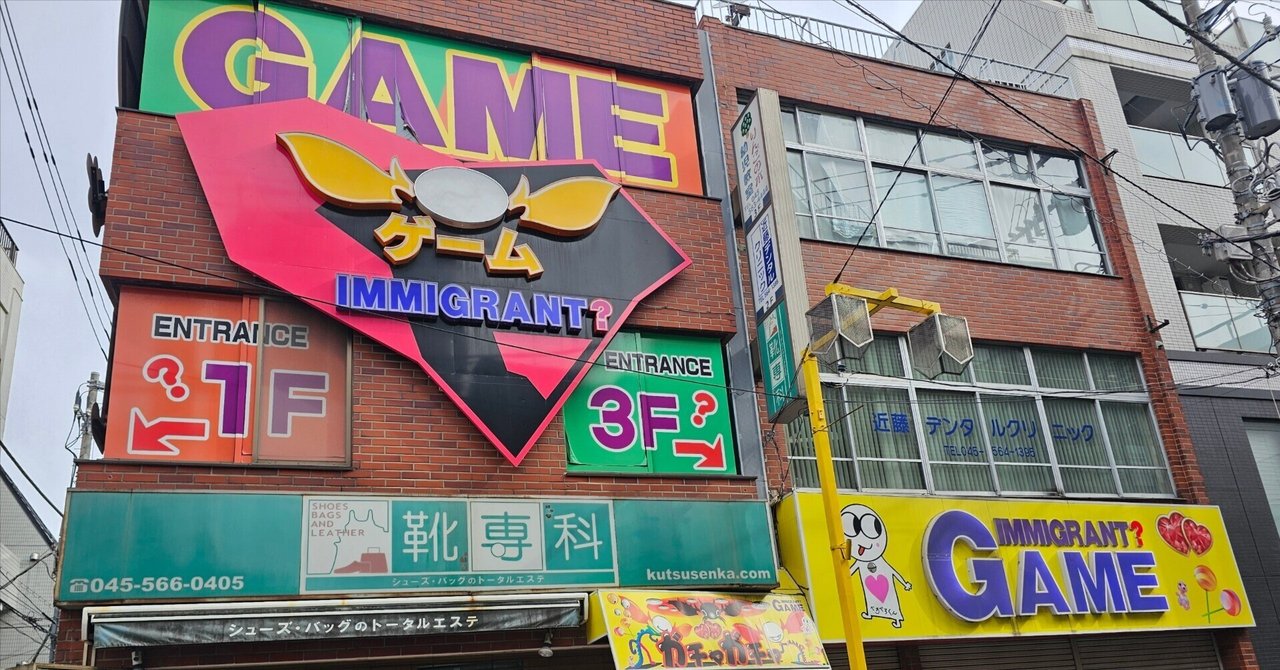 GAME
ゲーム
IMMIGRANT?
ENTRANCE
?
1F
ENTRANCE
3F?
SHOES
BAGS
AND
LEATHER
靴専科
シューズ・バッグのトータルエステ
☎045-566-0405
kutsusenka.com
シューズ・バッグのトータルエステ
近藤デンタルクリニック
IMMIGRANT?
GAME
GAME
ガチャガチャ